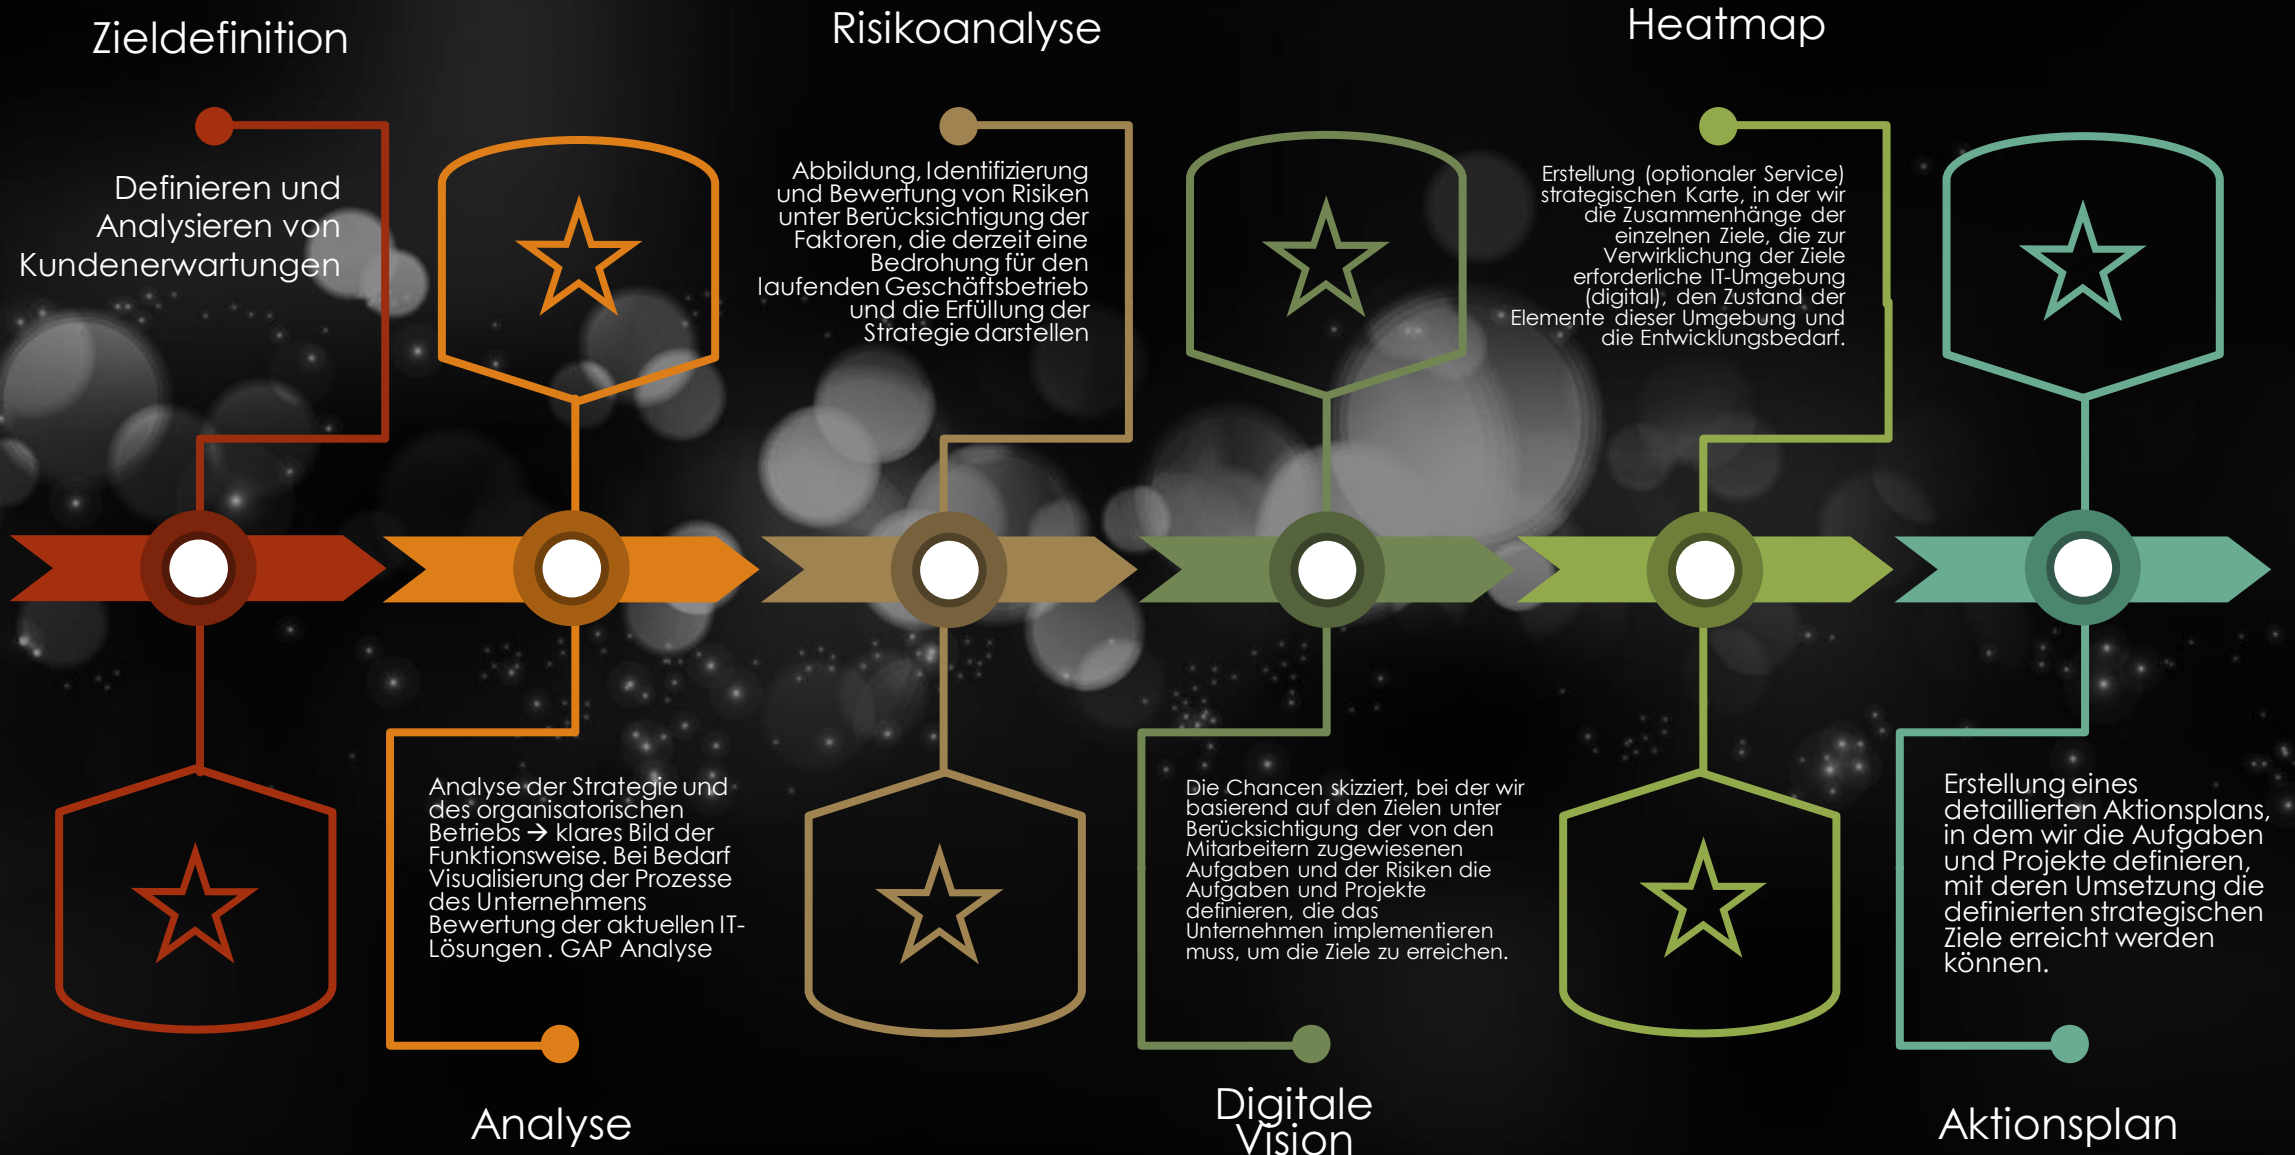 Zieldefinition
Definieren und
Analysieren von
Kundenerwartungen
Analyse der Strategie und
des organisatorischen
Betriebs → klares Bild der
Funktionsweise. Bei Bedarf
Visualisierung der Prozesse
des Unternehmens
Bewertung der aktuellen IT-
Lösungen . GAP Analyse
Analyse
Risikoanalyse
Abbildung, Identifizierung
und Bewertung von Risiken
unter Berücksichtigung der
Faktoren, die derzeit eine
Bedrohung für den
laufenden Geschäftsbetrieb
und die Erfüllung der
Strategie darstellen
Die Chancen skizziert, bei der wir
basierend auf den Zielen unter
Berücksichtigung der von den
Mitarbeitern zugewiesenen
Aufgaben und der Risiken die
Aufgaben und Projekte
definieren, die das
Unternehmen implementieren
muss, um die Ziele zu erreichen.
Digitale
Vision
Heatmap
Erstellung (optionaler Service)
strategischen Karte, in der wir
die Zusammenhänge der
einzelnen Ziele, die zur
Verwirklichung der Ziele
erforderliche IT-Umgebung
(digital), den Zustand der
Elemente dieser Umgebung und
die Entwicklungsbedarf.
Erstellung eines
detaillierten Aktionsplans,
in dem wir die Aufgaben
und Projekte definieren,
mit deren Umsetzung die
definierten strategischen
Ziele erreicht werden
können.
Aktionsplan